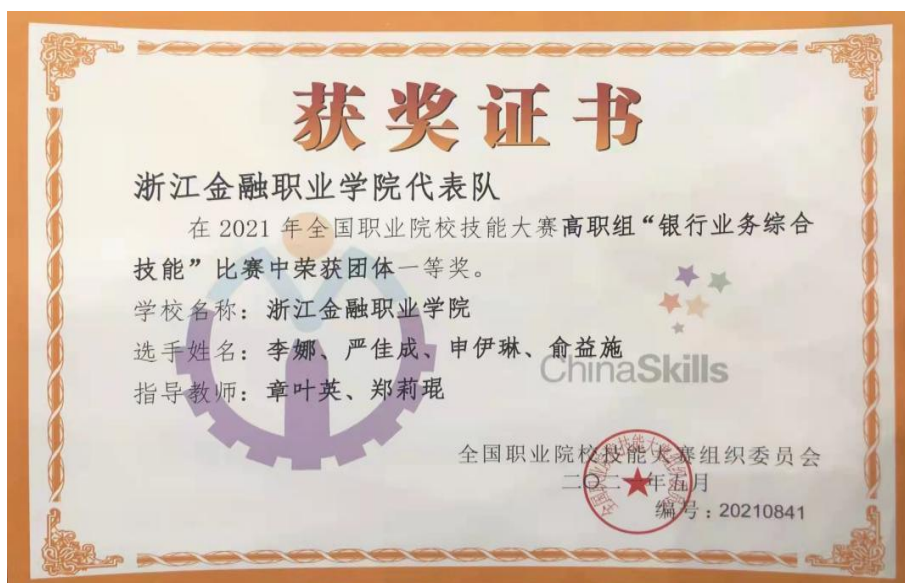 获奖证书
浙江金融职业学院代表队
在 2021 年全国职业院校技能大赛高职组“银行业务综合
技能”比赛中荣获团体一等奖。
学校名称：浙江金融职业学院
选手姓名：李娜、严佳成、申伊琳、俞益施
指导教师：章叶英、郑莉琨
ChinaSkills
全国职业院校技能大赛组织委员会
二〇二一年五月
编号：20210841